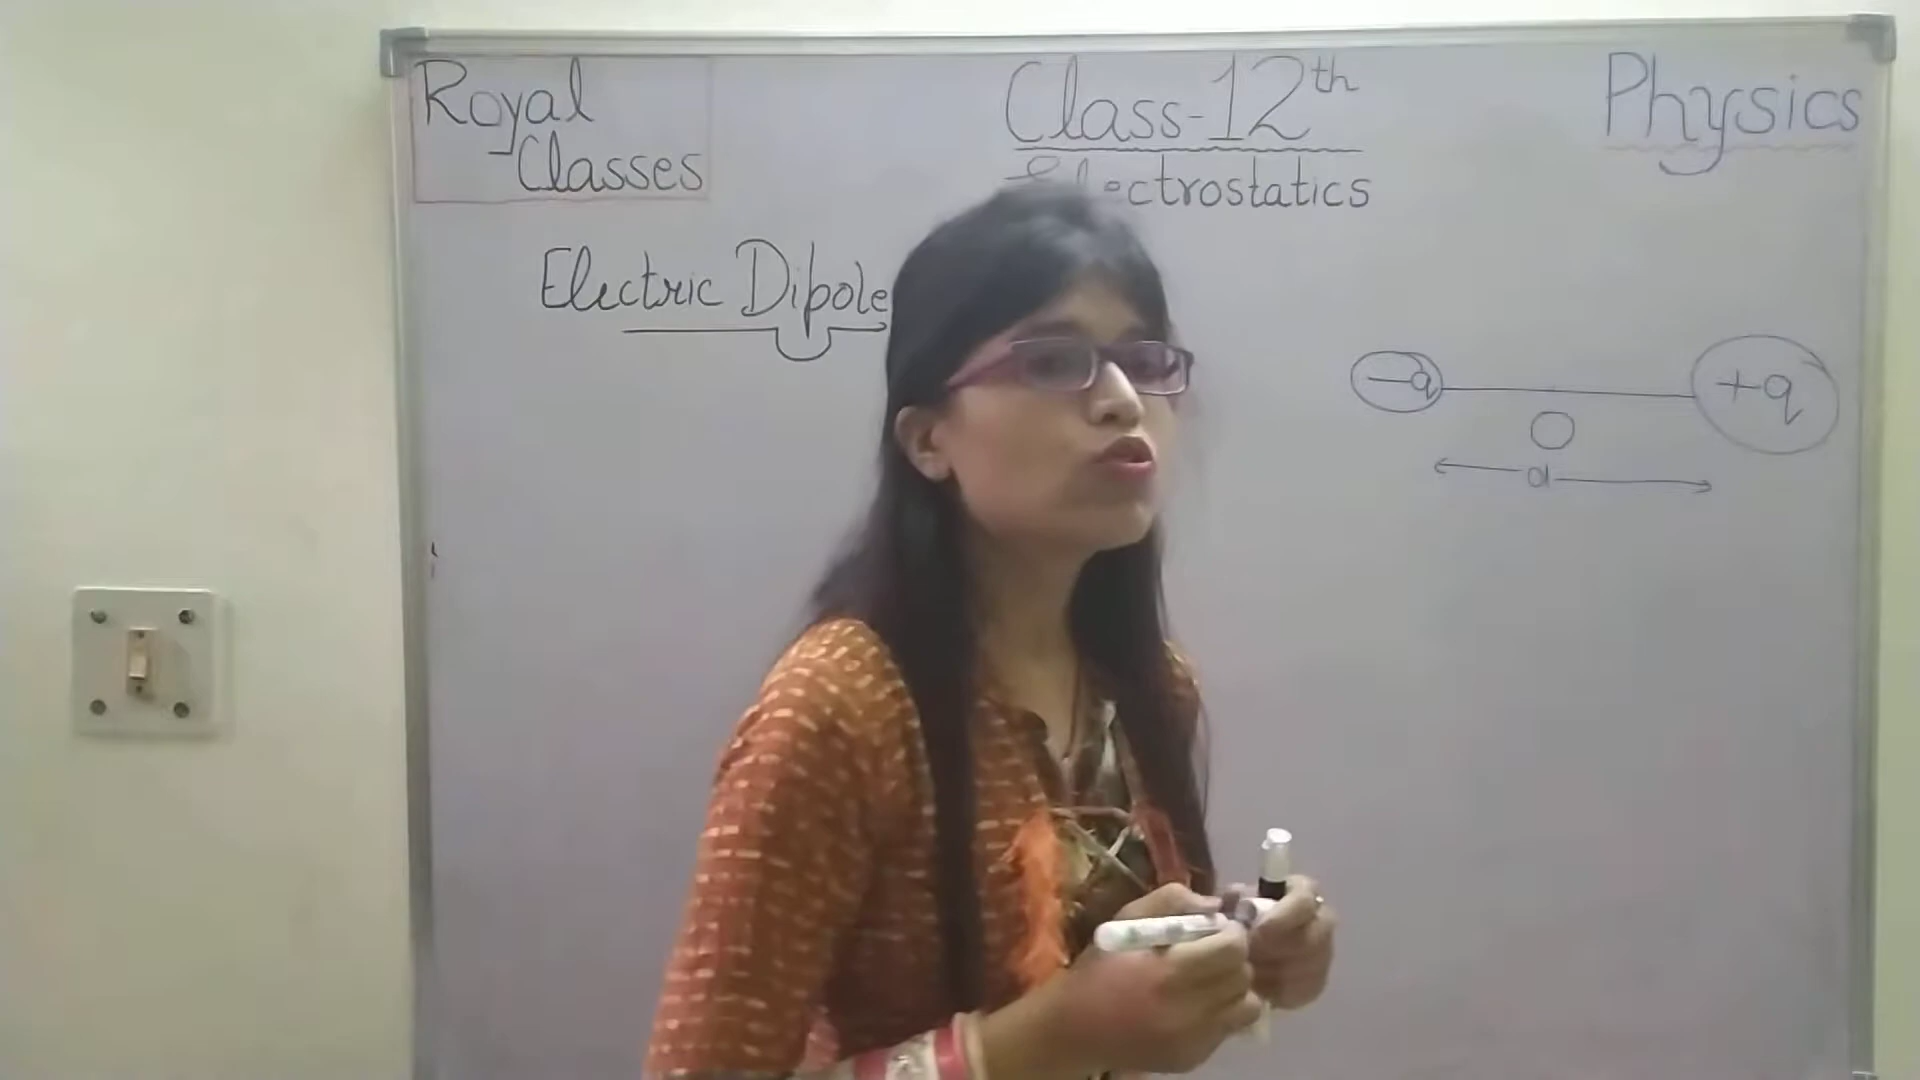 Royal
Classes
Class-12th
Electrostatics
Physics
Electric Dipole
-q
+q
O
d